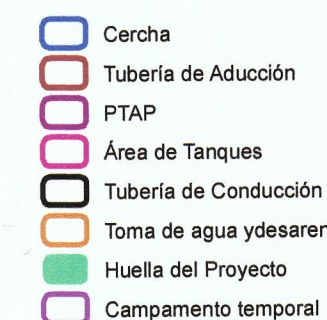 Cercha
Tubería de Aducción
PTAP
Área de Tanques
Tubería de Conducción
Toma de agua ydesaren
Huella del Proyecto
Campamento temporal